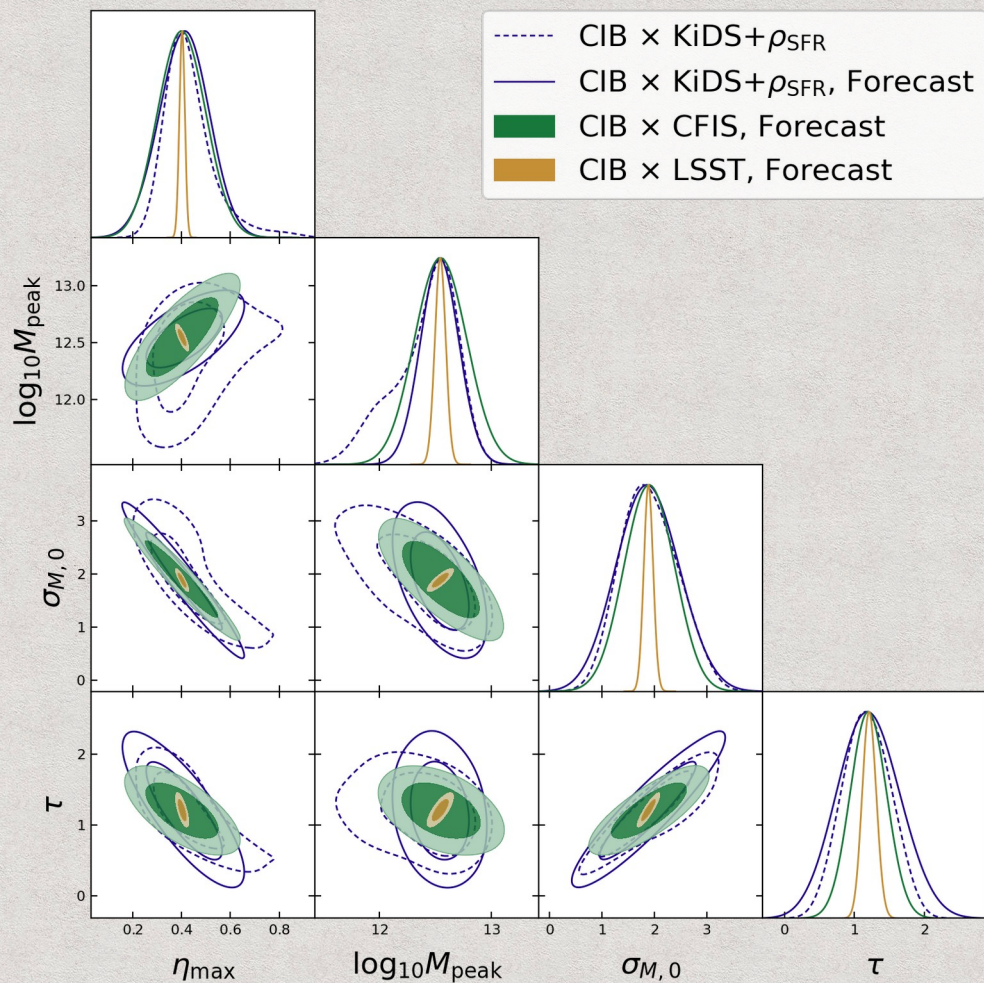 CIB × KiDS+ρSFR
CIB × KiDS+ρSFR, Forecast
CIB × CFIS, Forecast
CIB × LSST, Forecast
log10Mpeak
13.0
12.5
12.0
σM, 0
3
2
1
0
τ
2
1
0
0.2 0.4 0.6 0.8
12 13
0 1 2 3
0 1 2
ηmax
log10Mpeak
σM, 0
τ